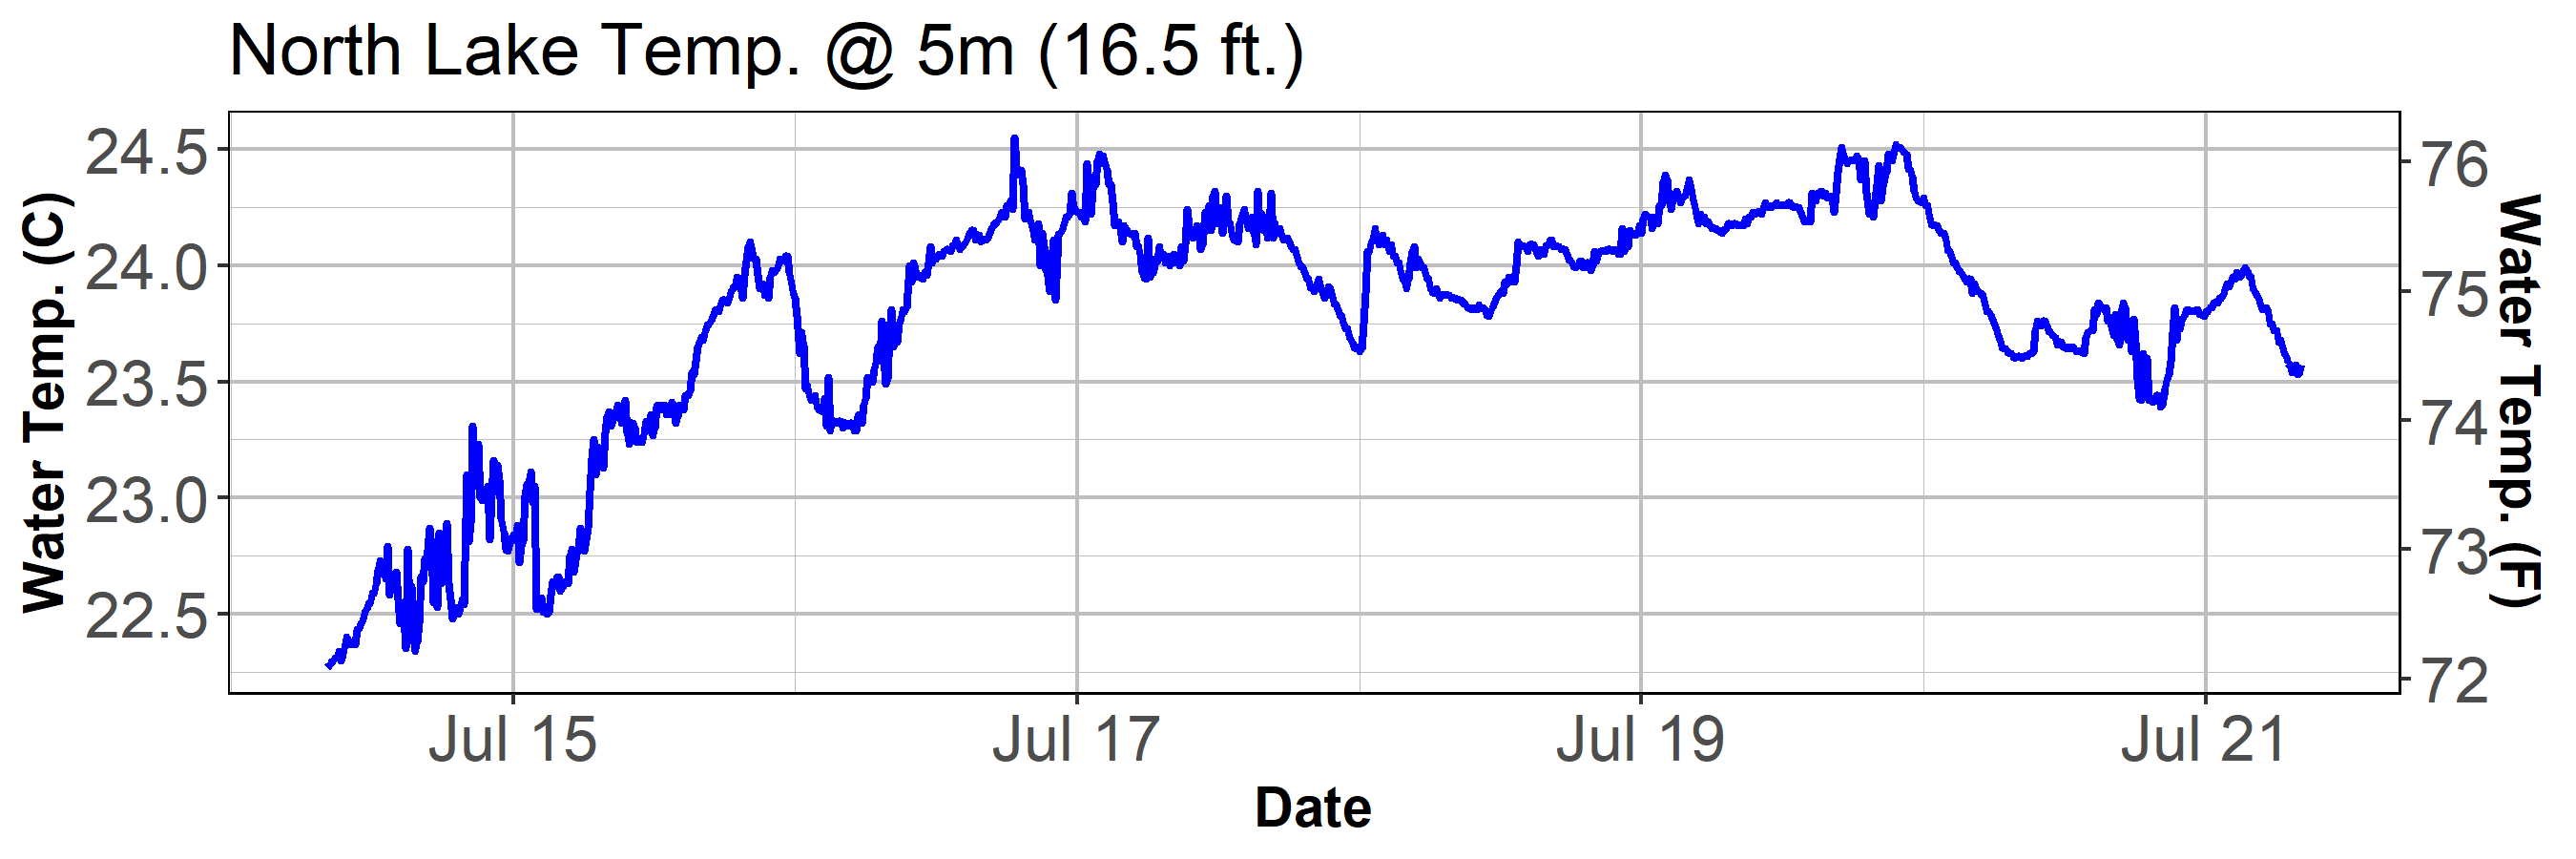 North Lake Temp. @ 5m (16.5 ft.)
Water Temp. (C)
24.5
24.0
23.5
23.0
22.5
76
75
74
73
72
Water Temp. (F)
Jul 15 Jul 17 Jul 19 Jul 21
Date